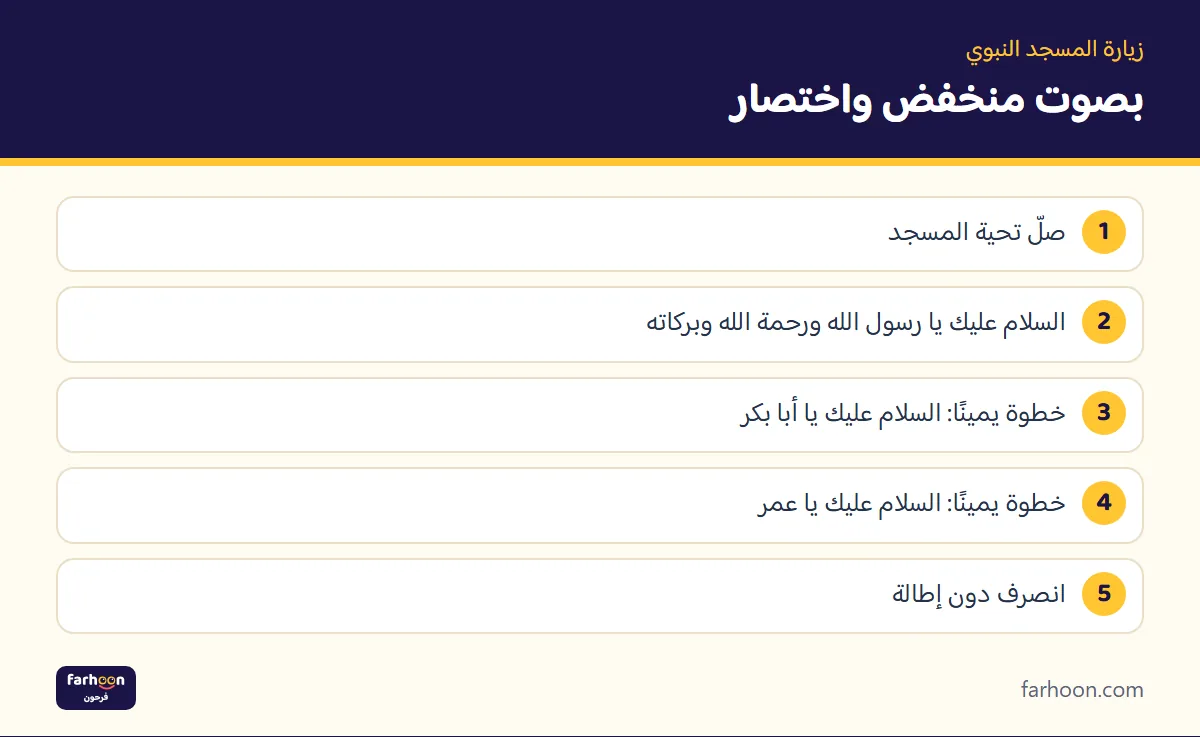 زيارة المسجد النبوي
بصوت منخفض واختصار
1 صلّ تحية المسجد
2 السلام عليك يا رسول الله ورحمة الله وبركاته
3 خطوة يمينًا: السلام عليك يا أبا بكر
4 خطوة يمينًا: السلام عليك يا عمر
5 انصرف دون إطالة
farhoon.com
farhoon
فرحون